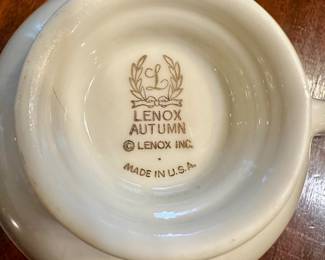 L
LENOX
AUTUMN
© LENOX INC.
MADE IN U.S.A.